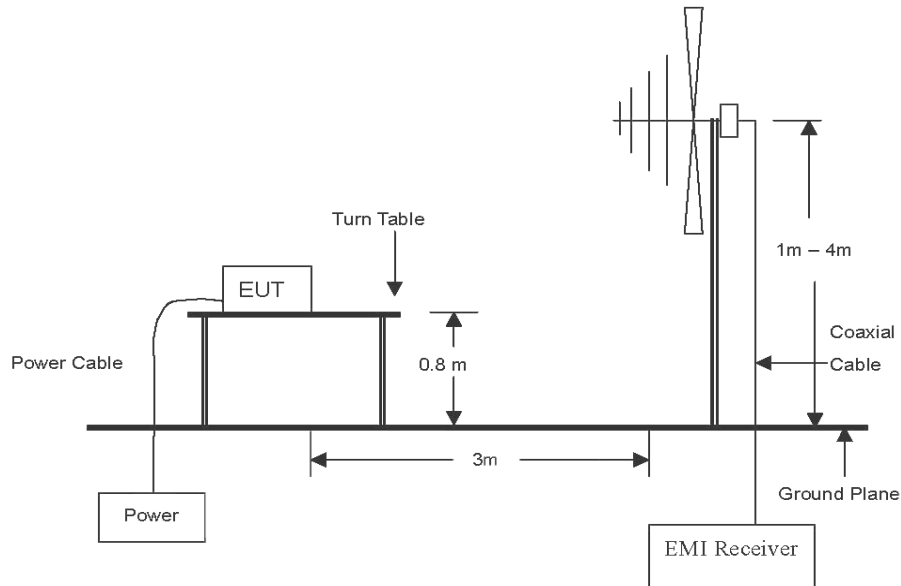 Turn Table
1m – 4m
EUT
Coaxial
Cable
Power Cable
0.8 m
3m
Ground Plane
Power
EMI Receiver